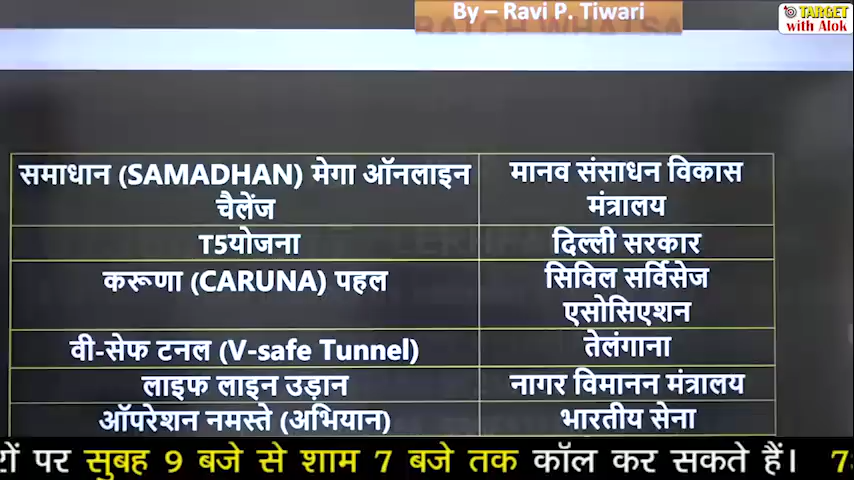 By – Ravi P. Tiwari
TARGET
with Alok
समाधान (SAMADHAN) मेगा ऑनलाइन
चैलेंज
मानव संसाधन विकास
मंत्रालय
T5योजना
दिल्ली सरकार
करूणा (CARUNA) पहल
सिविल सर्विसेज
एसोसिएशन
वी-सेफ टनल (V-safe Tunnel)
तेलंगाना
लाइफ लाइन उड़ान
नागर विमानन मंत्रालय
ऑपरेशन नमस्ते (अभियान)
भारतीय सेना
पर सुबह 9 बजे से शाम 7 बजे तक कॉल कर सकते हैं।